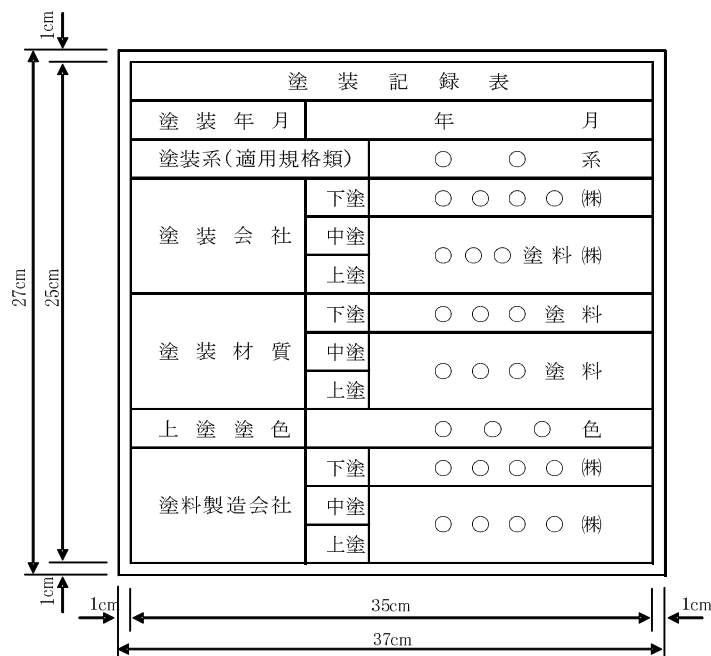 1cm
塗装記録表
塗装年月 年 月
塗装系(適用規格類) ○ ○ 系
塗装会社 下塗 ○○○○㈱
中塗 ○○○塗料㈱
上塗
塗装材質 下塗 ○○○塗料
中塗 ○○○塗料
上塗
上塗塗色 ○○○色
塗料製造会社 下塗 ○○○○㈱
中塗 ○○○○㈱
上塗
27cm
25cm
1cm
1cm 35cm 1cm
37cm